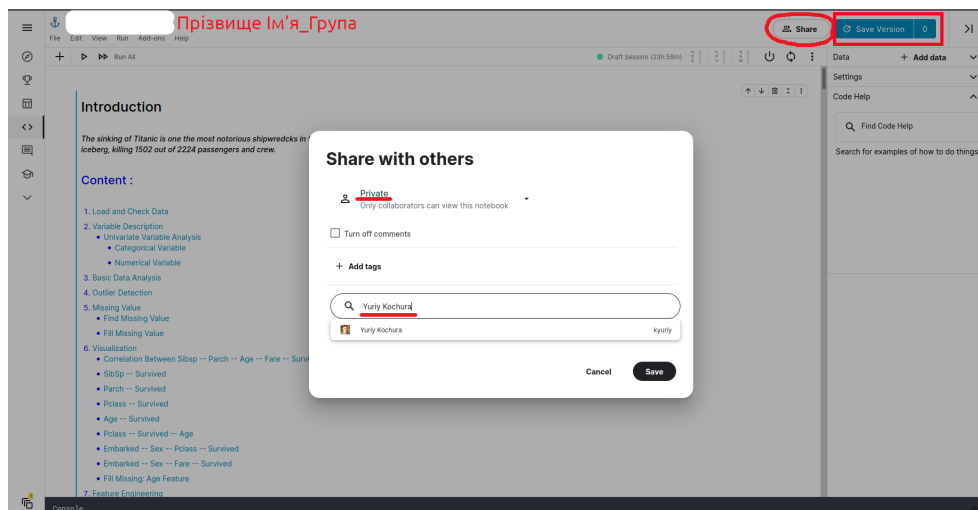 Прізвище Ім’я_Група
File Edit View Run Add-ons Help
Share
Save Version 0
Run All
Draft Session (23h:59m)
Data + Add data
Settings
Code Help
Find Code Help
Search for examples of how to do things
Introduction
The sinking of Titanic is one the most notorious shipwredcks in
iceberg, killing 1502 out of 2224 passengers and crew.
Content :
1. Load and Check Data
2. Variable Description
• Univariate Variable Analysis
• Categorical Variable
• Numerical Variable
3. Basic Data Analysis
4. Outlier Detection
5. Missing Value
• Find Missing Value
• Fill Missing Value
6. Visualization
• Correlation Between Sibsp -- Parch -- Age -- Fare -- Survi
• SibSp -- Survived
• Parch -- Survived
• Pclass -- Survived
• Age -- Survived
• Pclass -- Survived -- Age
• Embarked -- Sex -- Pclass -- Survived
• Embarked -- Sex -- Fare -- Survived
• Fill Missing: Age Feature
7. Feature Engineering
Share with others
Private
Only collaborators can view this notebook
Turn off comments
+ Add tags
Yuriy Kochura
Yuriy Kochura kyuriy
Cancel Save
Console